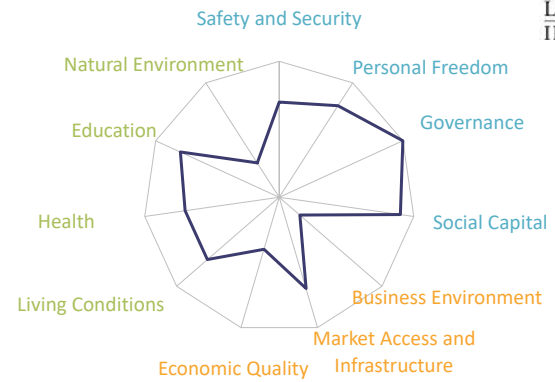 Safety and Security
Natural Environment
Personal Freedom
Education
Governance
Health
Social Capital
Living Conditions
Business Environment
Market Access and
Infrastructure
Economic Quality